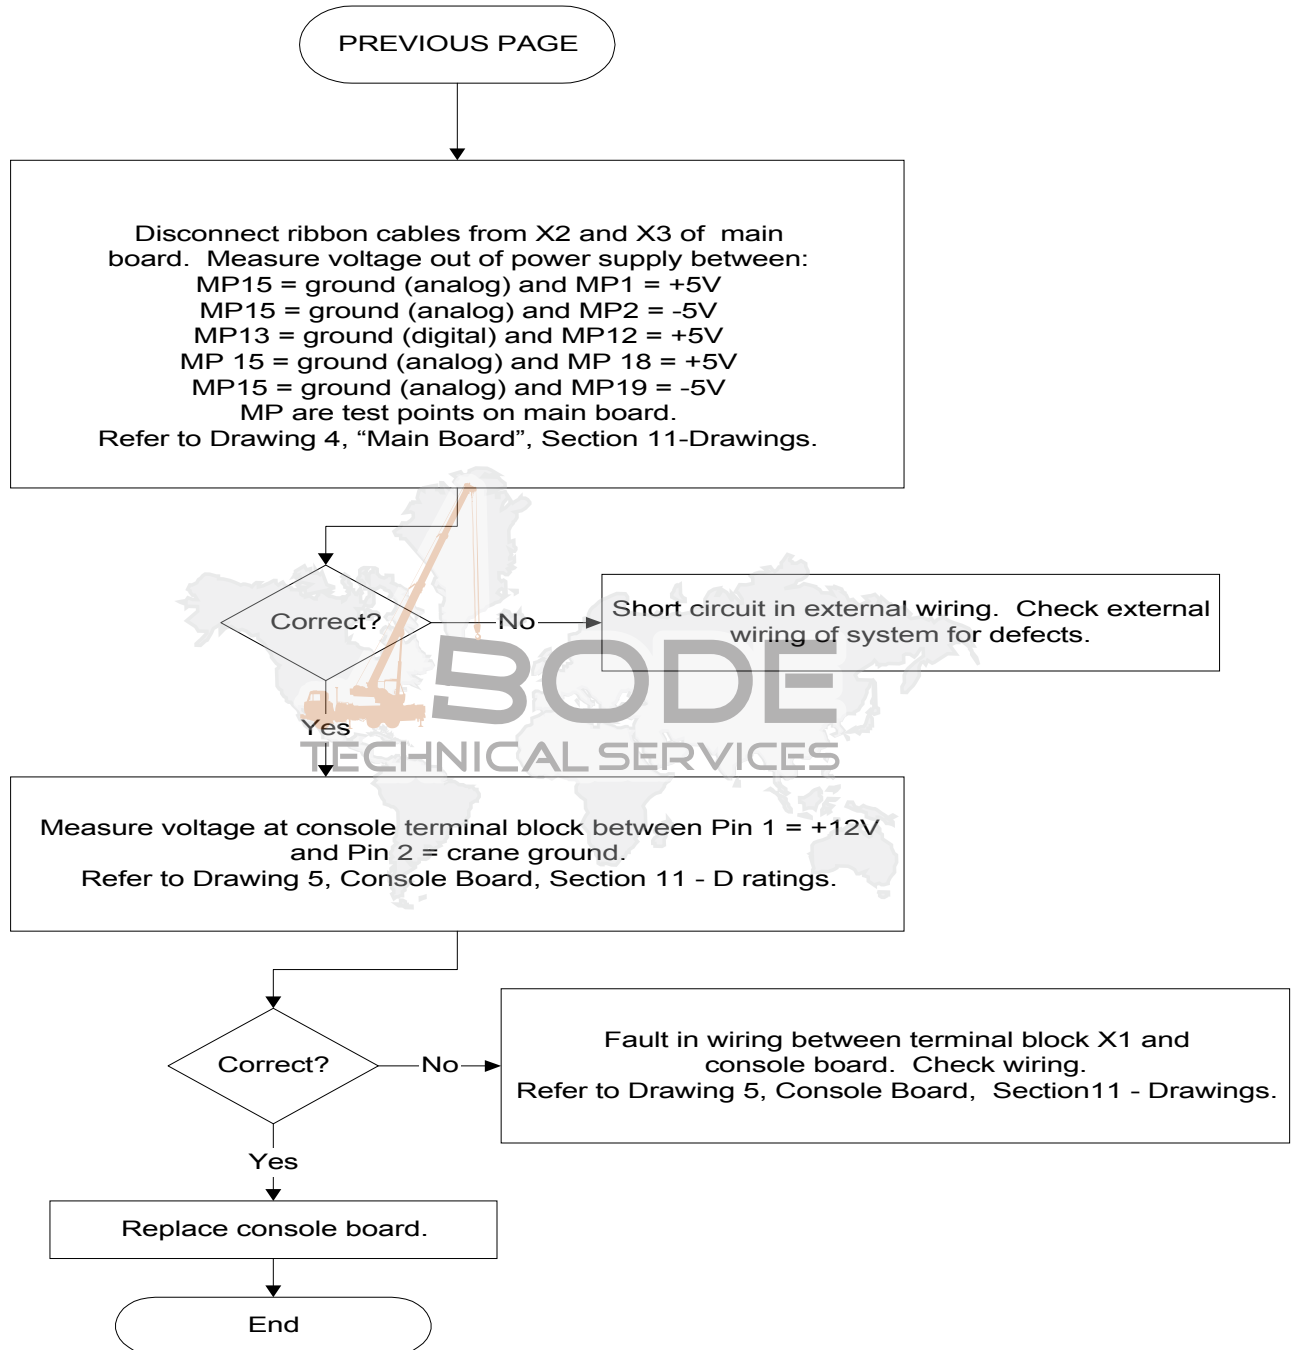 PREVIOUS PAGE
Disconnect ribbon cables from X2 and X3 of main
board. Measure voltage out of power supply between:
MP15 = ground (analog) and MP1 = +5V
MP15 = ground (analog) and MP2 = -5V
MP13 = ground (digital) and MP12 = +5V
MP 15 = ground (analog) and MP 18 = +5V
MP15 = ground (analog) and MP19 = -5V
MP are test points on main board.
Refer to Drawing 4, “Main Board”, Section 11-Drawings.
Correct?
No
Short circuit in external wiring. Check external
wiring of system for defects.
BODE
TECHNICAL SERVICES
Yes
Measure voltage at console terminal block between Pin 1 = +12V
and Pin 2 = crane ground.
Refer to Drawing 5, Console Board, Section 11 - D ratings.
Correct?
No
Fault in wiring between terminal block X1 and
console board. Check wiring.
Refer to Drawing 5, Console Board, Section11 - Drawings.
Yes
Replace console board.
End